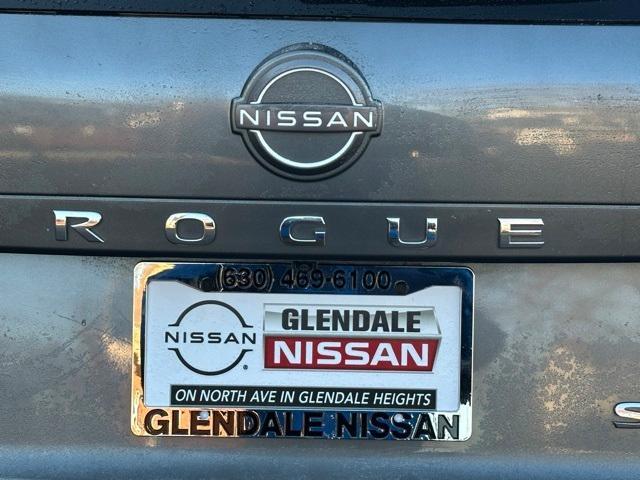 NISSAN
ROGUE
(630) 469-6100
NISSAN
GLENDALE
NISSAN
ON NORTH AVE IN GLENDALE HEIGHTS
GLENDALE NISSAN
S